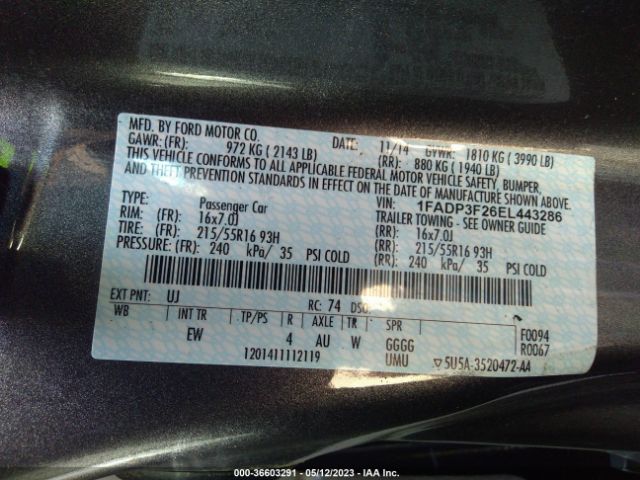 MFD. BY FORD MOTOR CO.
DATE: 11/14 GVWR: 1810 KG ( 3990 LB)
GAWR: (FR): 972 KG ( 2143 LB) (RR): 880 KG ( 1940 LB)
THIS VEHICLE CONFORMS TO ALL APPLICABLE FEDERAL MOTOR VEHICLE SAFETY, BUMPER,
AND THEFT PREVENTION STANDARDS IN EFFECT ON THE DATE OF MANUFACTURE SHOWN ABOVE.
VIN: 1FADP3F26EL443286
TYPE: Passenger Car TRAILER TOWING - SEE OWNER GUIDE
RIM: (FR): 16x7.0J (RR): 16x7.0J
TIRE: (FR): 215/55R16 93H (RR): 215/55R16 93H
PRESSURE: (FR): 240 kPa/ 35 PSI COLD (RR): 240 kPa/ 35 PSI COLD
EXT PNT: UJ RC: 74 DSO:
WB INT TR TP/PS R AXLE TR SPR F0094
EW 4 AU W GGGG R0067
1201411112119 UMU ▽5U5A-3520472-AA
000-36603291 - 05/12/2023 - IAA Inc.